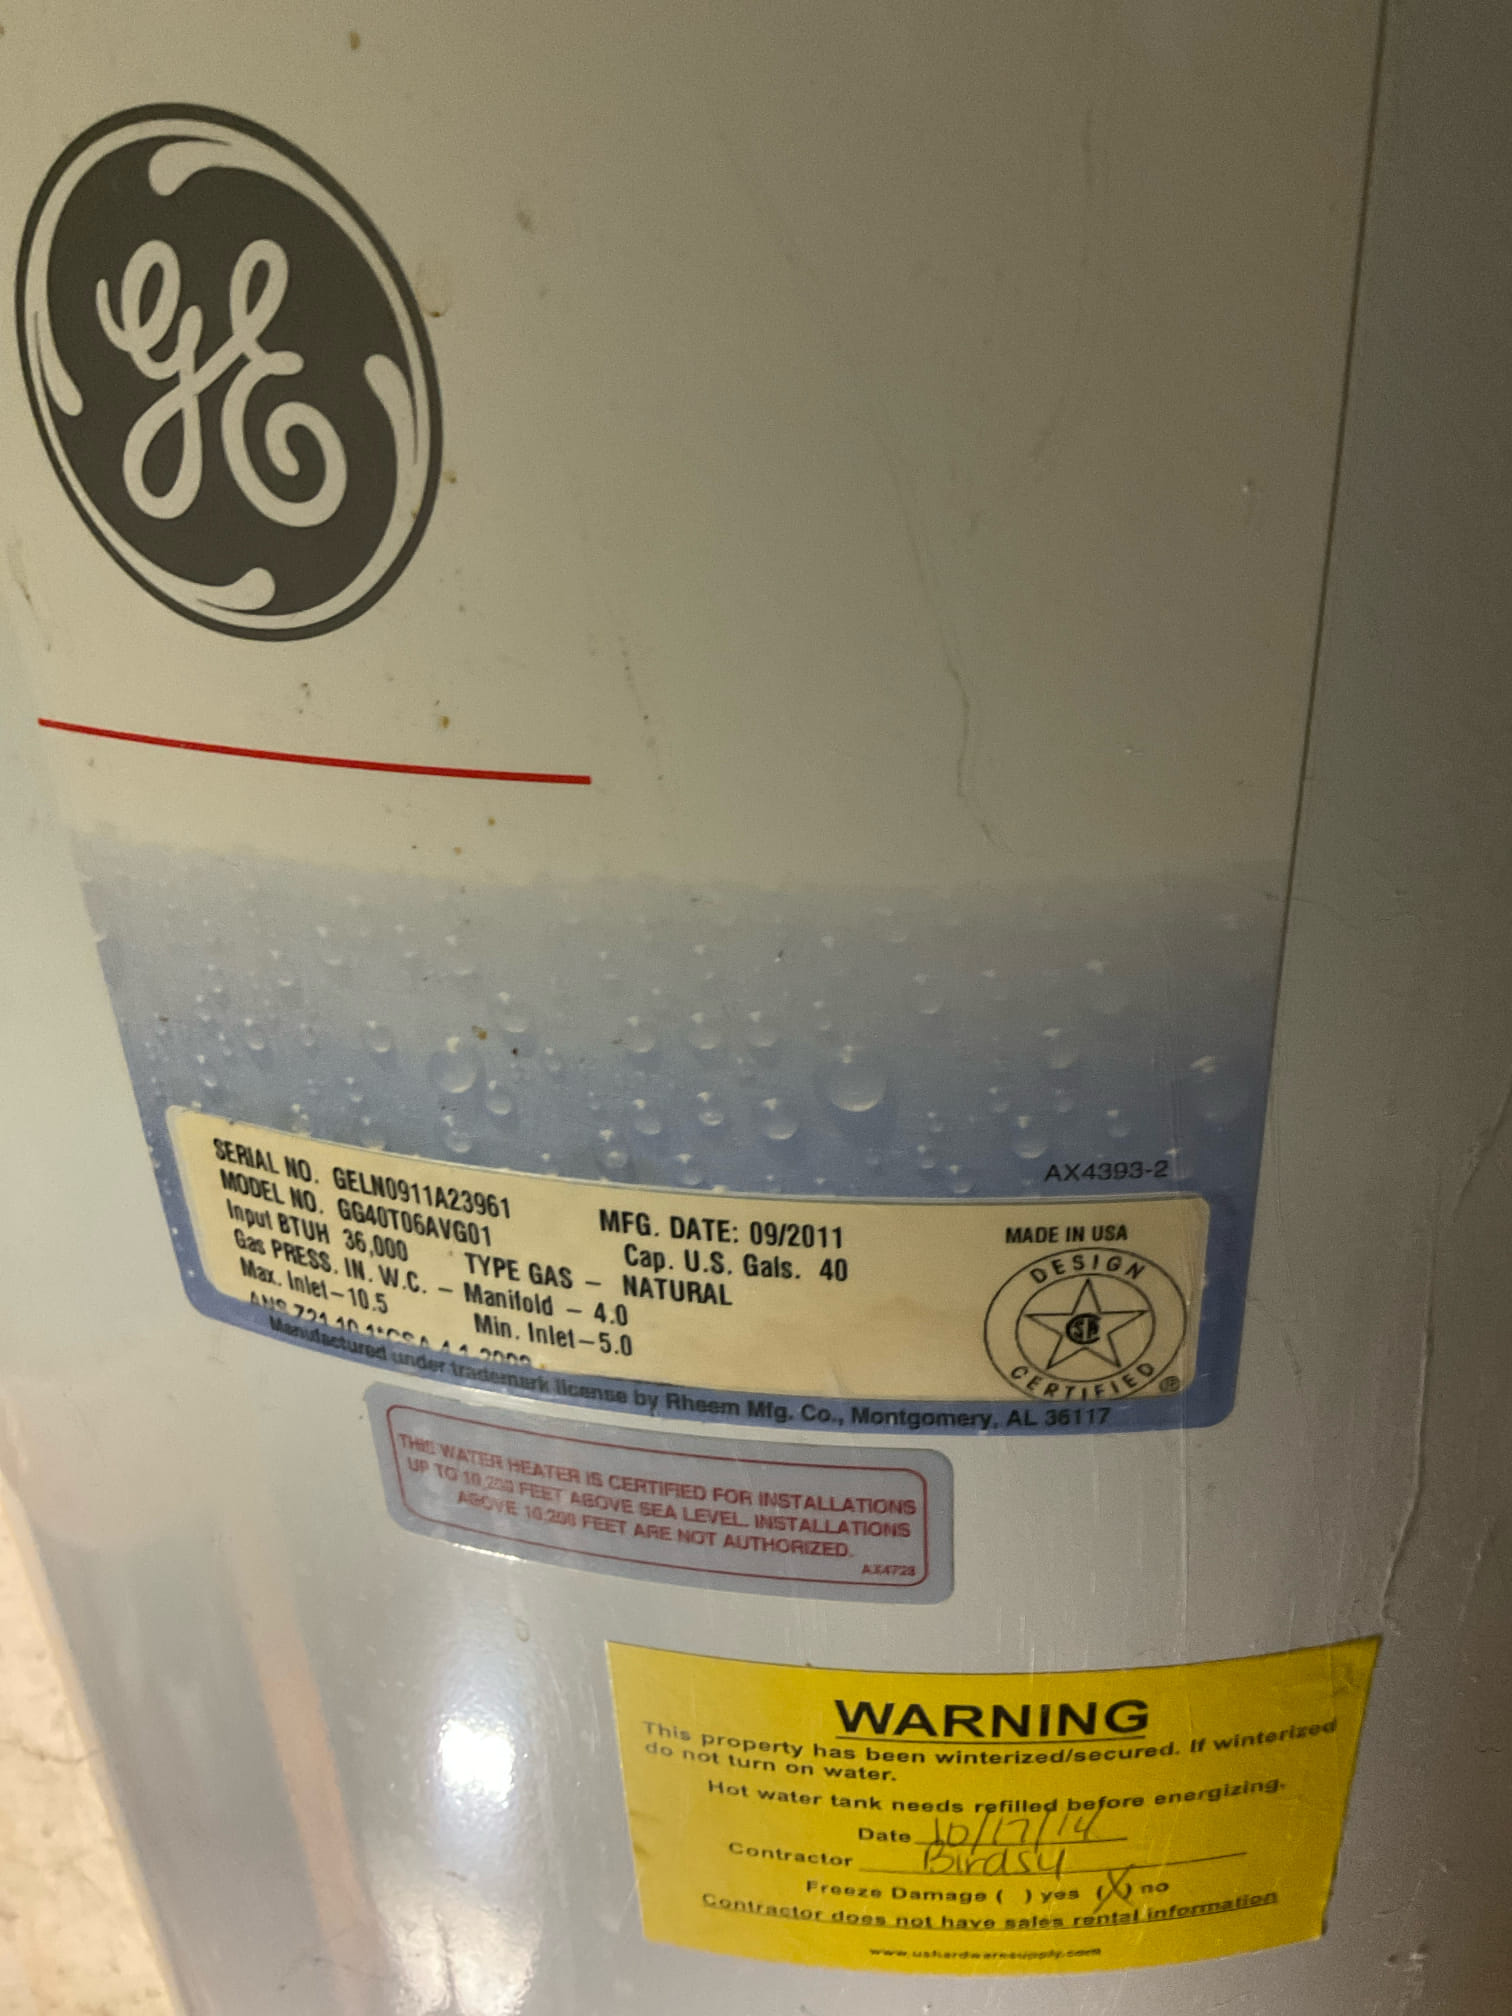 GE
AX4393-2
SERIAL NO. GELN0911A23961
MODEL NO. GG40T06AVG01
MFG. DATE: 09/2011
MADE IN USA
Input BTUH 36,000
Cap. U.S. Gals. 40
TYPE GAS – NATURAL
Gas PRESS. IN. W.C. – Manifold – 4.0
Max. Inlet–10.5
Min. Inlet–5.0
DESIGN
CERTIFIED
®
Manufactured under trademark license by Rheem Mfg. Co., Montgomery, AL 36117
THIS WATER HEATER IS CERTIFIED FOR INSTALLATIONS
UP TO 10,200 FEET ABOVE SEA LEVEL. INSTALLATIONS
ABOVE 10,200 FEET ARE NOT AUTHORIZED.
AX4728
WARNING
This property has been winterized/secured. If winterized
do not turn on water.
Hot water tank needs refilled before energizing.
Date 10/17/14
Contractor Birdsy
Freeze Damage ( ) yes (X) no
Contractor does not have sales rental information
www.ushardwaresupply.com